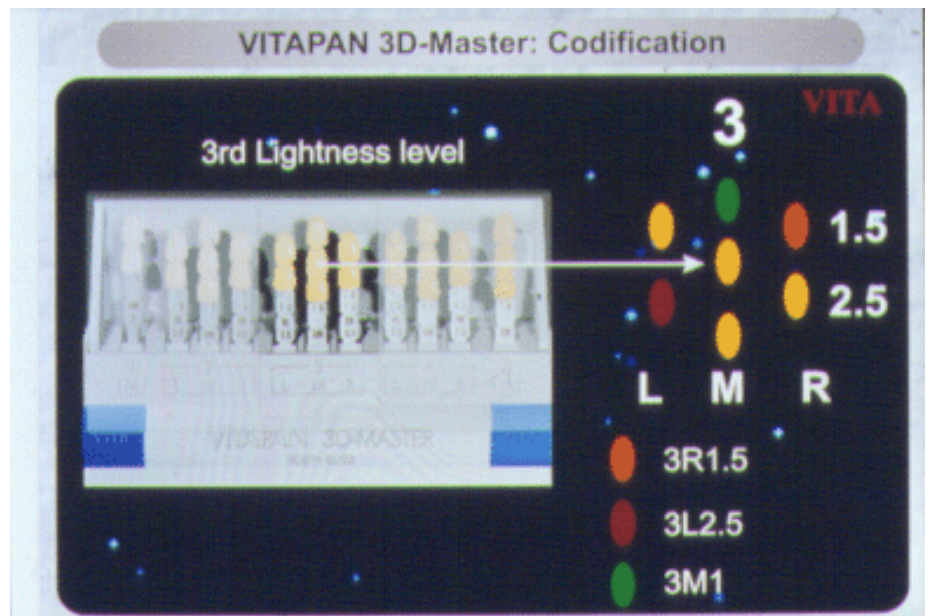 VITAPAN 3D-Master: Codification
VITA
3
3rd Lightness level
1.5
2.5
L M R
VITAPAN 3D-MASTER
3R1.5
3L2.5
3M1